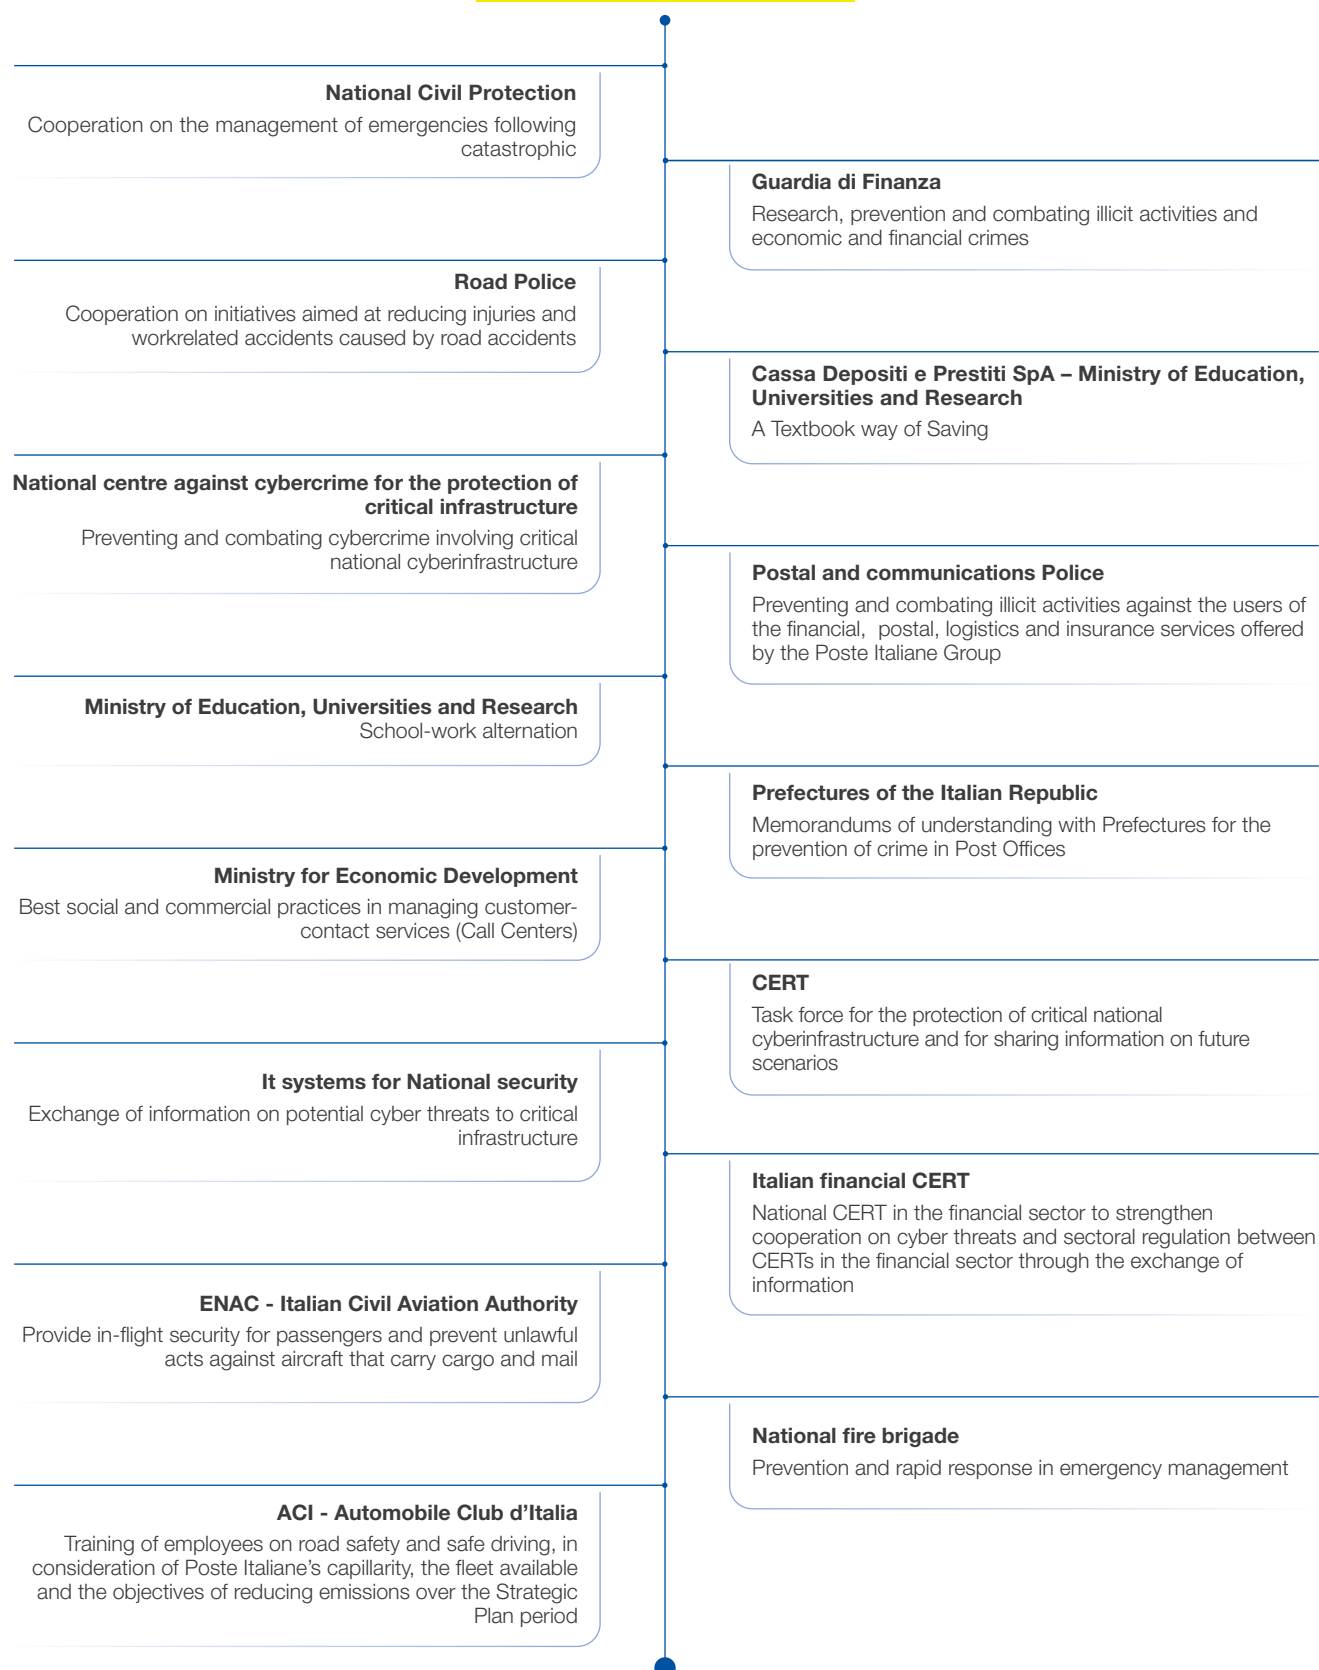 National Civil Protection
Cooperation on the management of emergencies following
catastrophic
Guardia di Finanza
Research, prevention and combating illicit activities and
economic and financial crimes
Road Police
Cooperation on initiatives aimed at reducing injuries and
workrelated accidents caused by road accidents
Cassa Depositi e Prestiti SpA – Ministry of Education,
Universities and Research
A Textbook way of Saving
National centre against cybercrime for the protection of
critical infrastructure
Preventing and combating cybercrime involving critical
national cyberinfrastructure
Postal and communications Police
Preventing and combating illicit activities against the users of
the financial,  postal, logistics and insurance services offered
by the Poste Italiane Group
Ministry of Education, Universities and Research
School-work alternation
Prefectures of the Italian Republic
Memorandums of understanding with Prefectures for the
prevention of crime in Post Offices
Ministry for Economic Development
Best social and commercial practices in managing customer-
contact services (Call Centers)
CERT
Task force for the protection of critical national
cyberinfrastructure and for sharing information on future
scenarios
It systems for National security
Exchange of information on potential cyber threats to critical
infrastructure
Italian financial CERT
National CERT in the financial sector to strengthen
cooperation on cyber threats and sectoral regulation between
CERTs in the financial sector through the exchange of
information
ENAC - Italian Civil Aviation Authority
Provide in-flight security for passengers and prevent unlawful
acts against aircraft that carry cargo and mail
National fire brigade
Prevention and rapid response in emergency management
ACI - Automobile Club d’Italia
Training of employees on road safety and safe driving, in
consideration of Poste Italiane’s capillarity, the fleet available
and the objectives of reducing emissions over the Strategic
Plan period